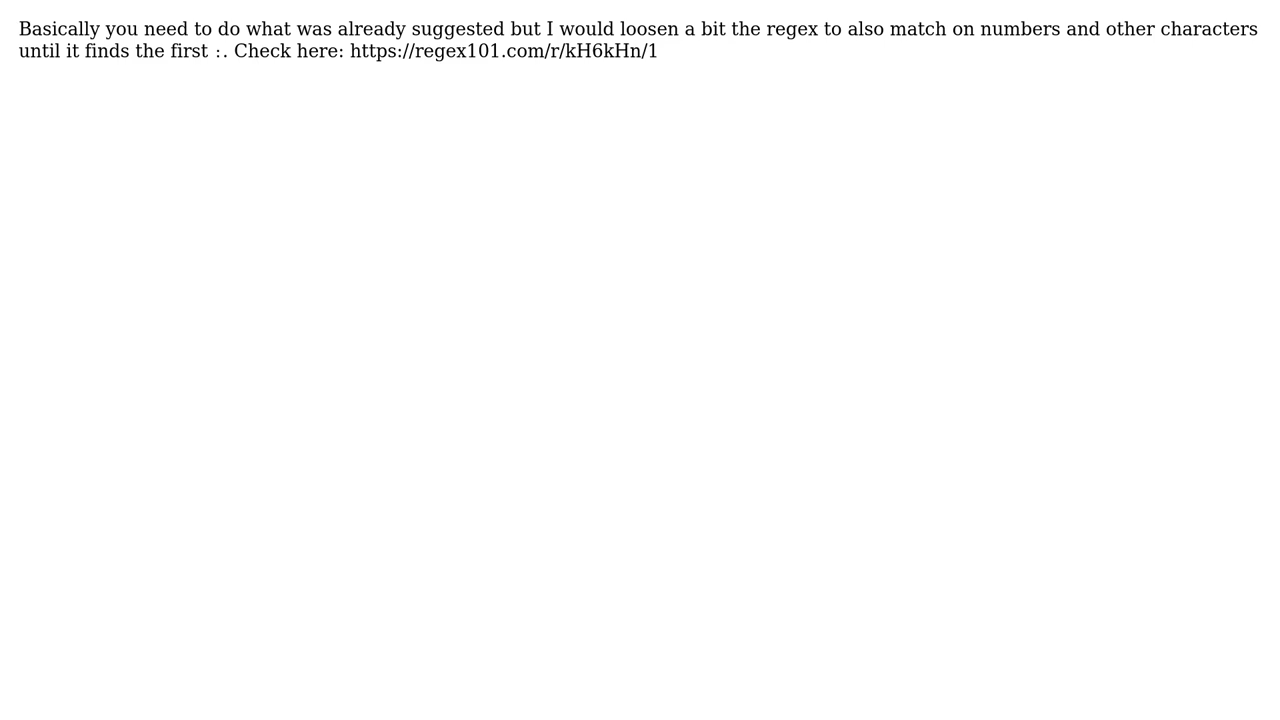 Basically you need to do what was already suggested but I would loosen a bit the regex to also match on numbers and other characters
until it finds the first :. Check here: https://regex101.com/r/kH6kHn/1